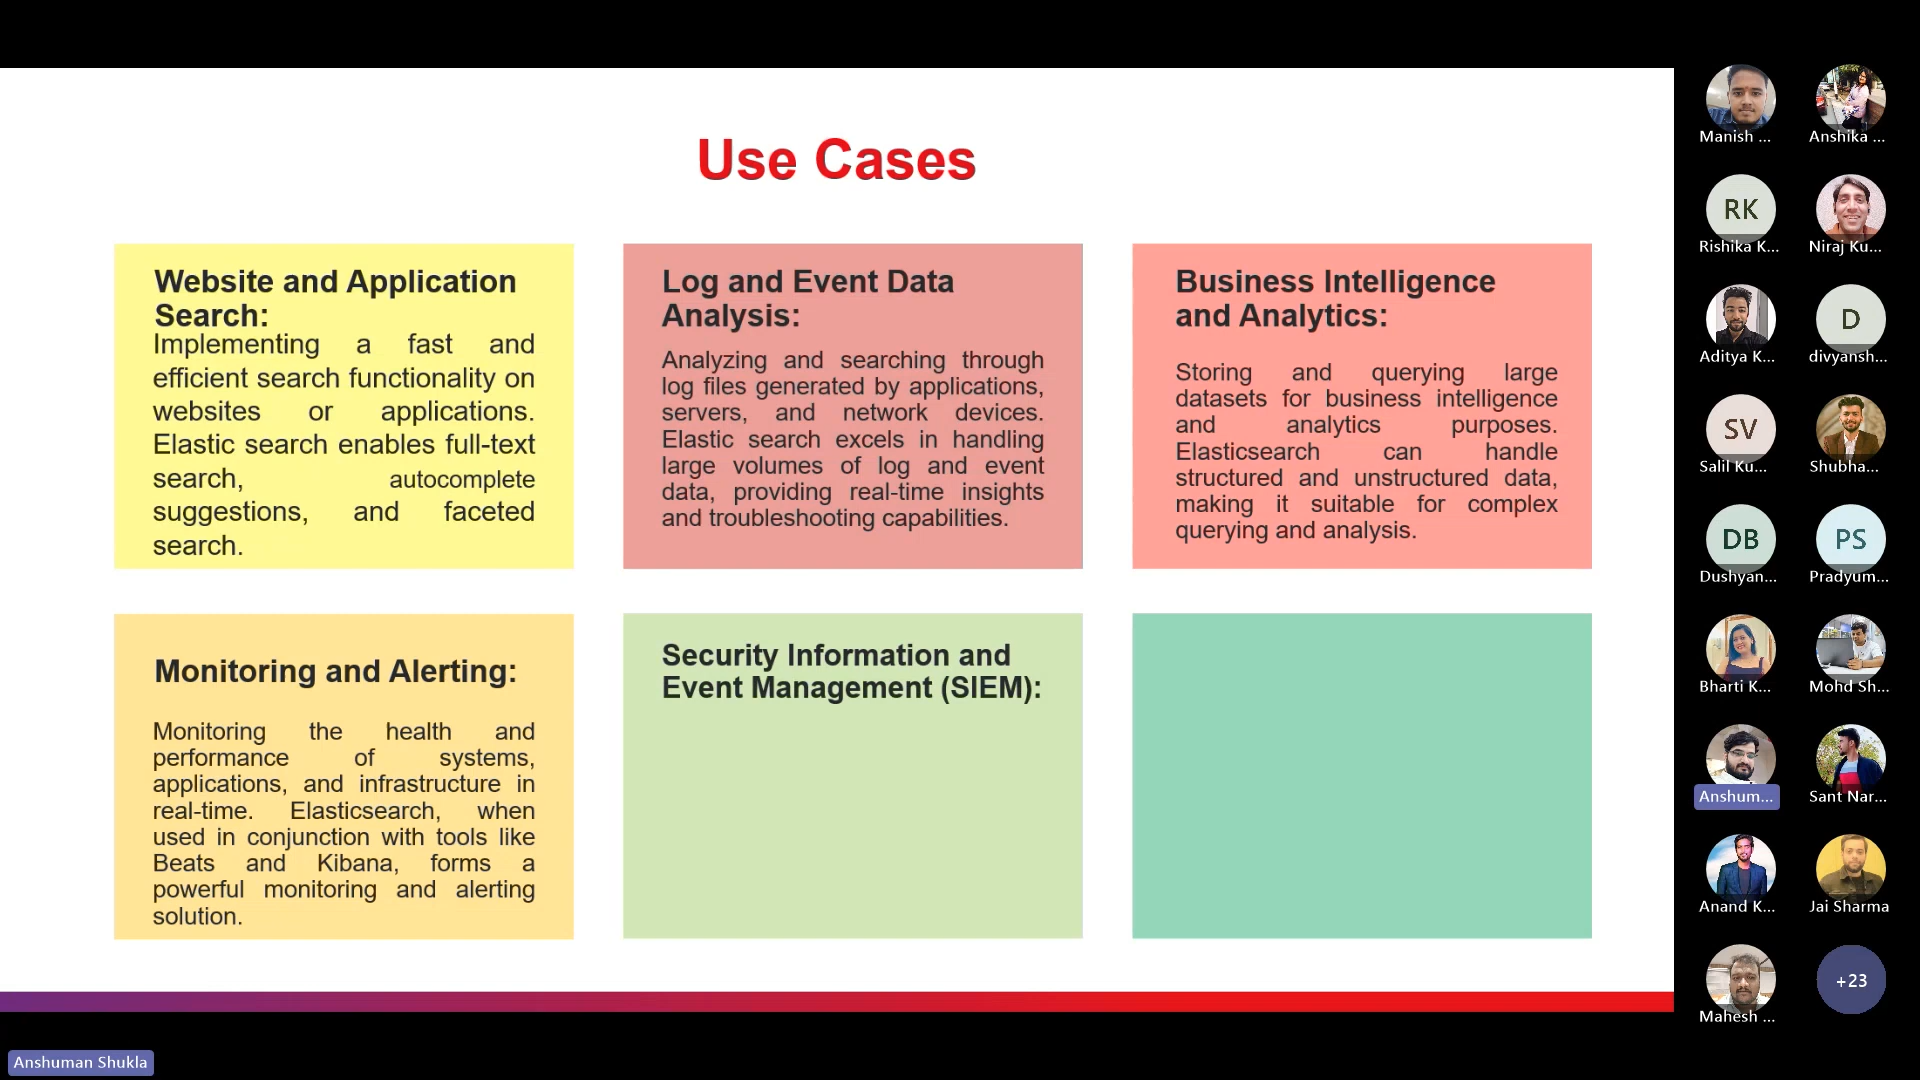 Use Cases
Website and Application
Search:
Implementing a fast and
efficient search functionality on
websites or applications.
Elastic search enables full-text
search, autocomplete
suggestions, and faceted
search.
Log and Event Data
Analysis:
Analyzing and searching through
log files generated by applications,
servers, and network devices.
Elastic search excels in handling
large volumes of log and event
data, providing real-time insights
and troubleshooting capabilities.
Business Intelligence
and Analytics:
Storing and querying large
datasets for business intelligence
and analytics purposes.
Elasticsearch can handle
structured and unstructured data,
making it suitable for complex
querying and analysis.
Monitoring and Alerting:
Monitoring the health and
performance of systems,
applications, and infrastructure in
real-time. Elasticsearch, when
used in conjunction with tools like
Beats and Kibana, forms a
powerful monitoring and alerting
solution.
Security Information and
Event Management (SIEM):
Manish ...
Anshika ...
RK
Rishika K...
Niraj Ku...
Aditya K...
D
divyansh...
SV
Salil Ku...
Shubha...
DB
Dushyan...
PS
Pradyum...
Bharti K...
Mohd Sh...
Anshum...
Sant Nar...
Anand K...
Jai Sharma
Mahesh ...
+23
Anshuman Shukla